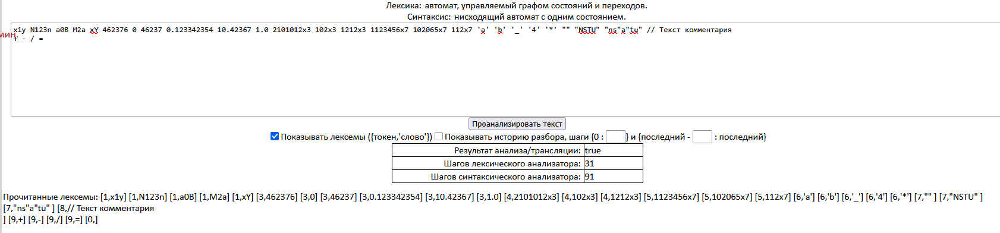 Лексика: автомат, управляемый графом состояний и переходов.
Синтаксис: нисходящий автомат с одним состоянием.
x1y N123n a0B M2a xY 462376 0 46237 0.123342354 10.42367 1.0 2101012x3 102x3 1212x3 1123456x7 102065x7 112x7 'a' 'b' '_' '4' '*' "" "NSTU" "ns"a"tu" // Текст комментария
мин.
+ - / =
Проанализировать текст
Показывать лексемы ({токен,'слово'}) Показывать историю разбора, шаги {0 : } и {последний - : последний}
Результат анализа/трансляции: true
Шагов лексического анализатора: 31
Шагов синтаксического анализатора: 91
Прочитанные лексемы: [1,x1y] [1,N123n] [1,a0B] [1,M2a] [1,xY] [3,462376] [3,0] [3,46237] [3,0.123342354] [3,10.42367] [3,1.0] [4,2101012x3] [4,102x3] [4,1212x3] [5,1123456x7] [5,102065x7] [5,112x7] [6,'a'] [6,'b'] [6,'_'] [6,'4'] [6,'*'] [7,"" ] [7,"NSTU" ]
[7,"ns"a"tu" ] [8,// Текст комментария
] [9,+] [9,-] [9,/] [9,=] [0,]